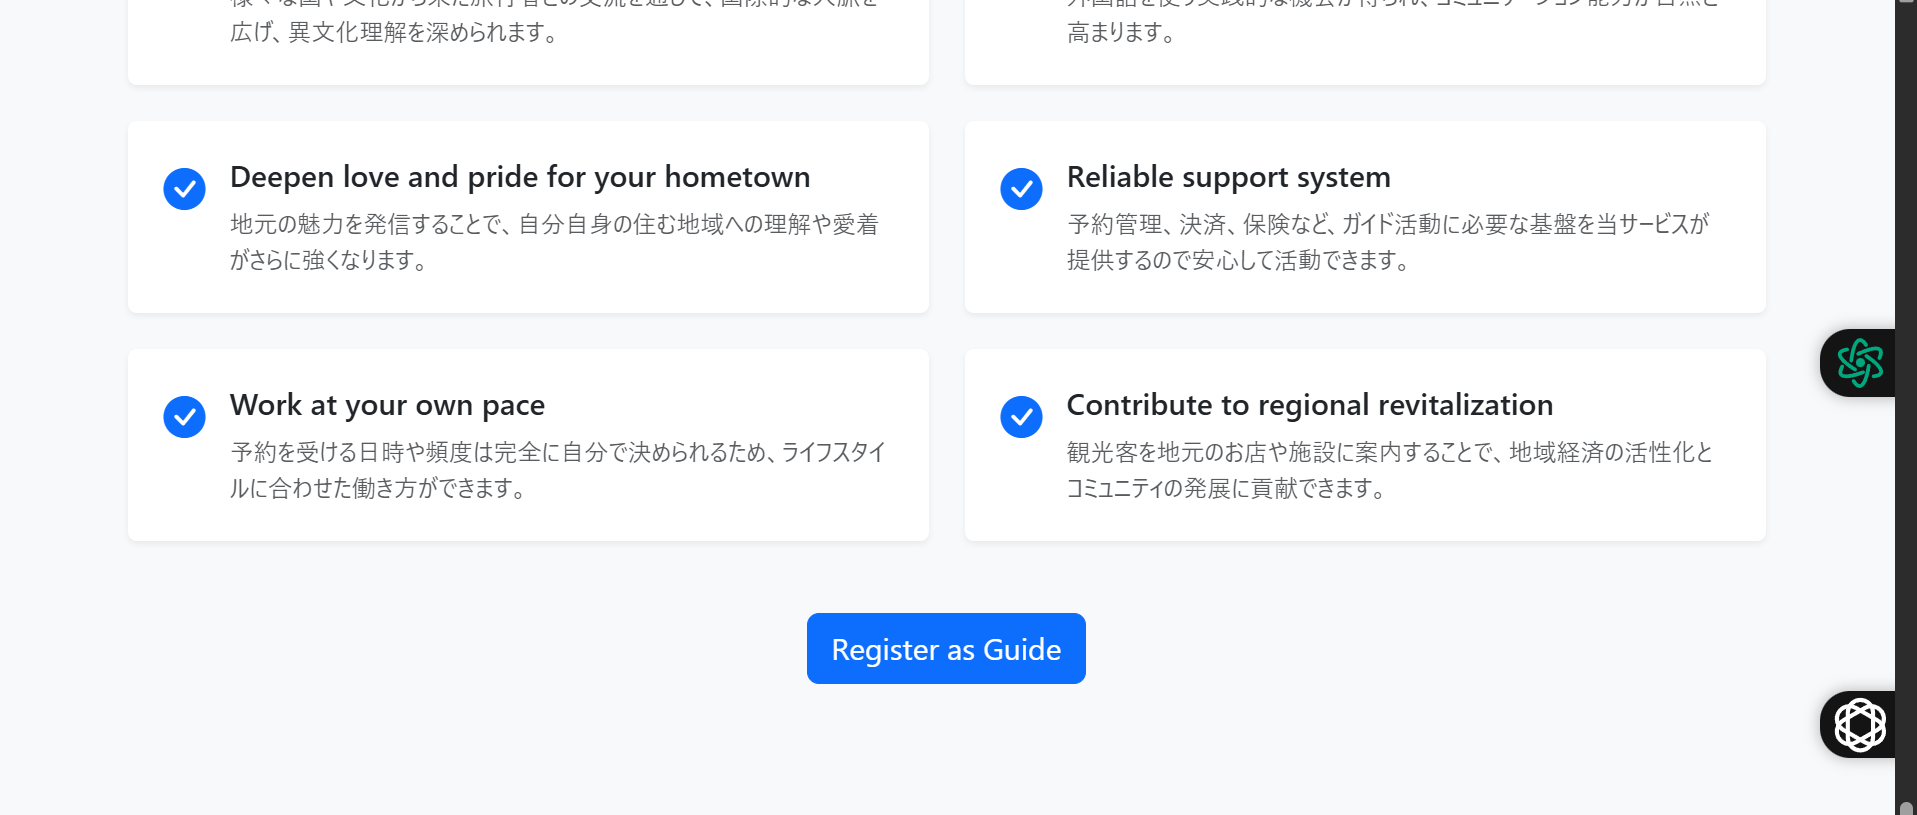 広げ、異文化理解を深められます。
高まります。
Deepen love and pride for your hometown
地元の魅力を発信することで、自分自身の住む地域への理解や愛着
がさらに強くなります。
Reliable support system
予約管理、決済、保険など、ガイド活動に必要な基盤を当サービスが
提供するので安心して活動できます。
Work at your own pace
予約を受ける日時や頻度は完全に自分で決められるため、ライフスタイ
ルに合わせた働き方ができます。
Contribute to regional revitalization
観光客を地元のお店や施設に案内することで、地域経済の活性化と
コミュニティの発展に貢献できます。
Register as Guide